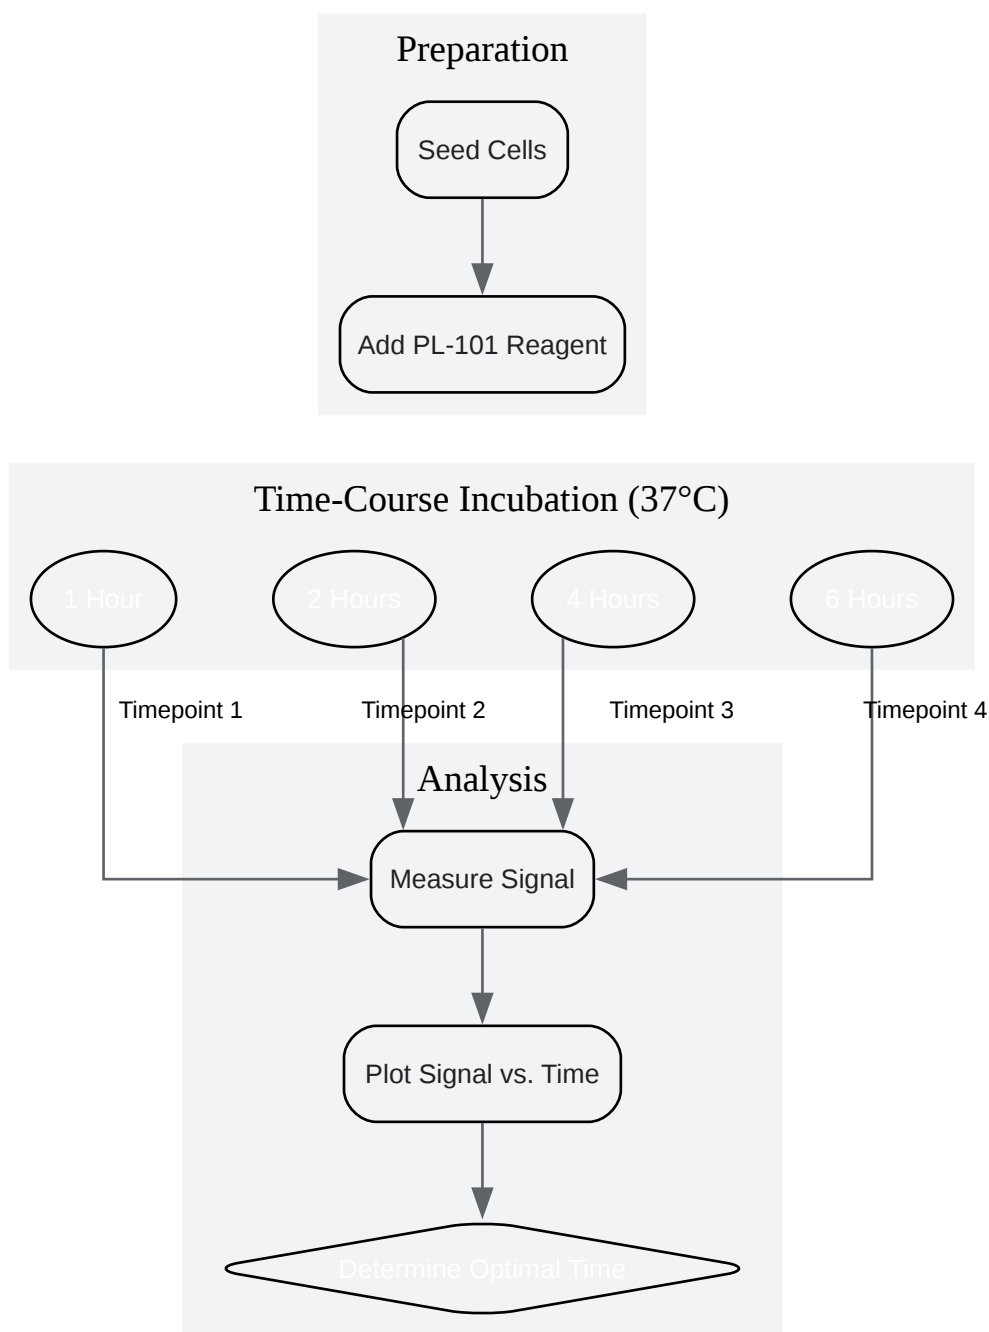 Preparation
Seed Cells
Add PL-101 Reagent
Time-Course Incubation (37°C)
1 Hour
2 Hours
4 Hours
6 Hours
Timepoint 1
Timepoint 2
Timepoint 3
Timepoint 4
Analysis
Measure Signal
Plot Signal vs. Time
Determine Optimal Time